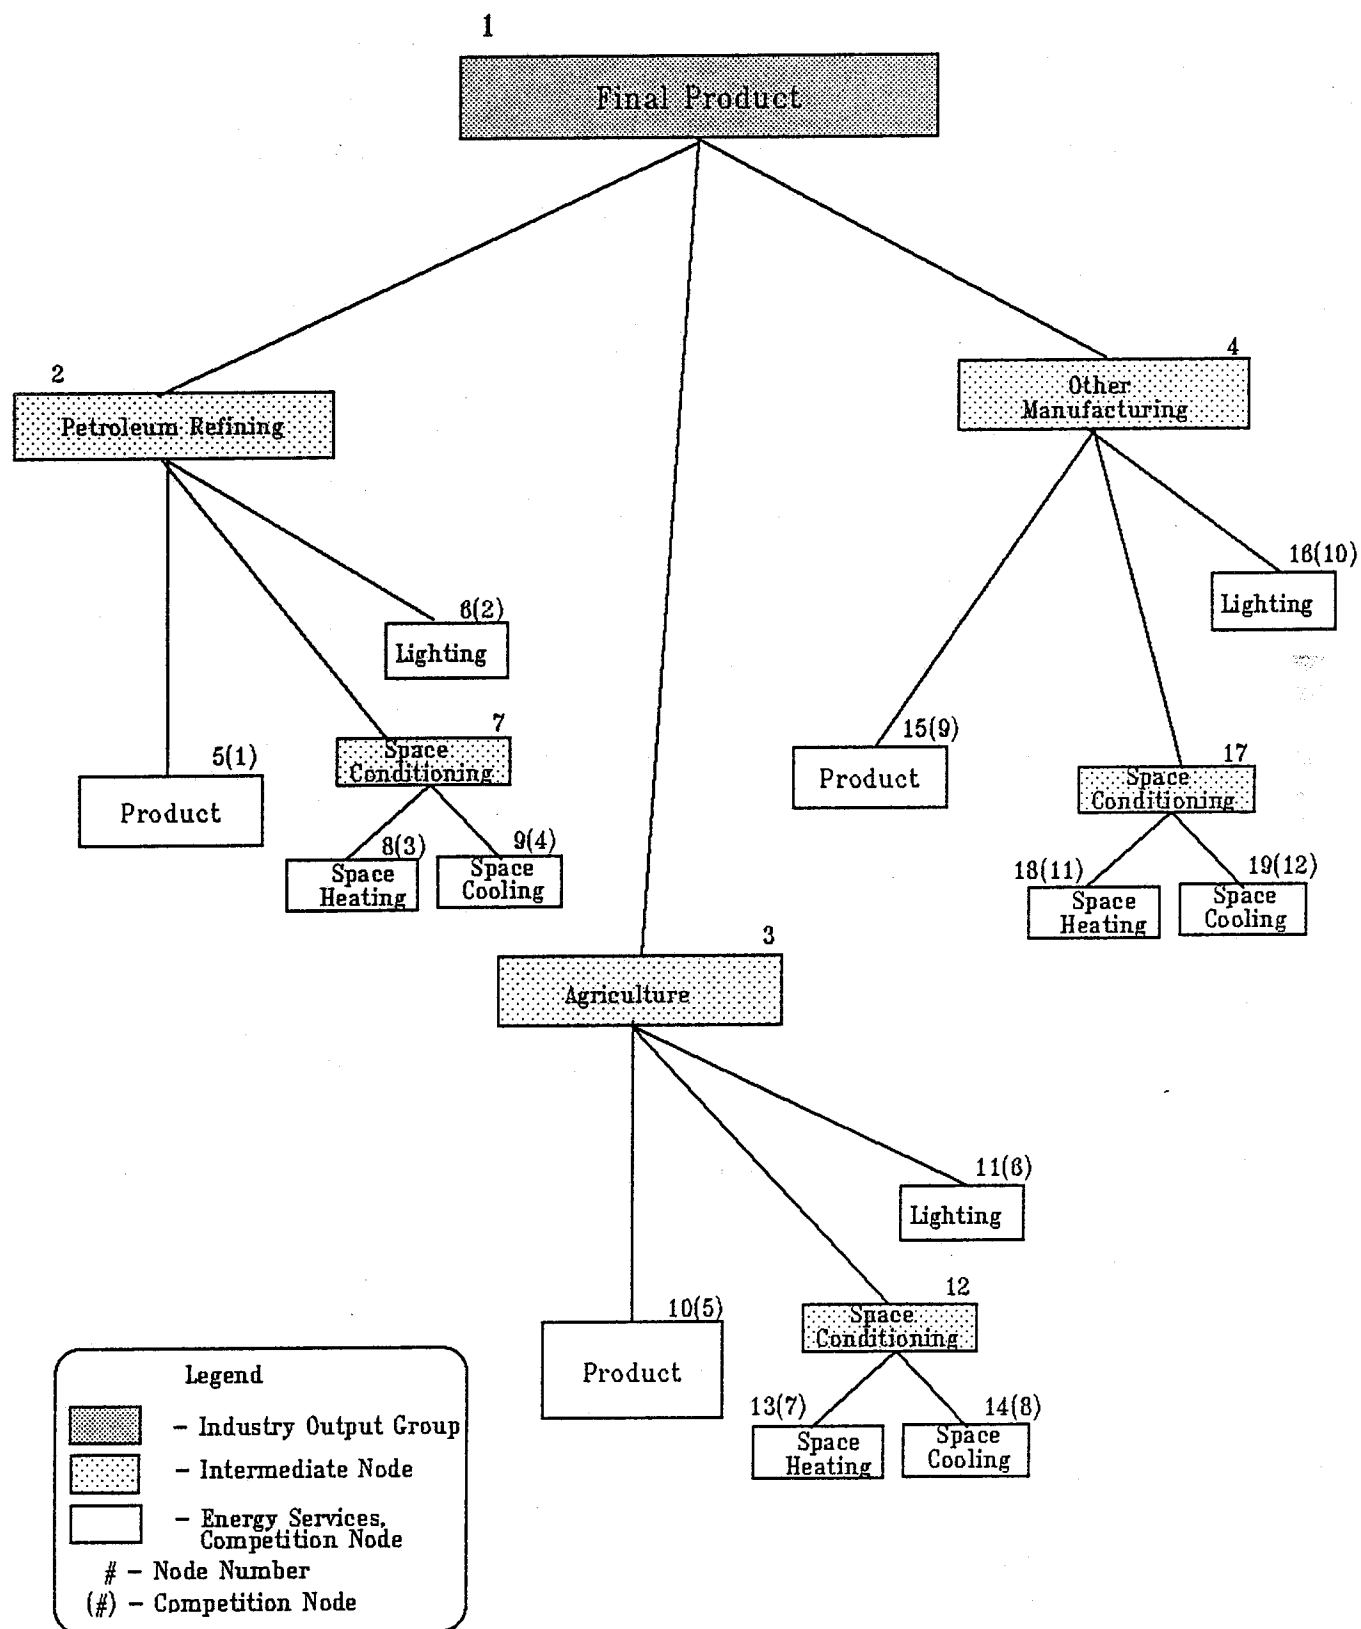 1
Final Product
2
Petroleum Refining
4
Other
Manufacturing
16(10)
Lighting
6(2)
Lighting
7
Space
Conditioning
5(1)
Product
8(3)
Space
Heating
9(4)
Space
Cooling
15(9)
Product
17
Space
Conditioning
18(11)
Space
Heating
19(12)
Space
Cooling
3
Agriculture
11(6)
Lighting
12
Space
Conditioning
10(5)
Product
13(7)
Space
Heating
14(8)
Space
Cooling
Legend
- Industry Output Group
- Intermediate Node
- Energy Services,
Competition Node
# - Node Number
(#) - Competition Node